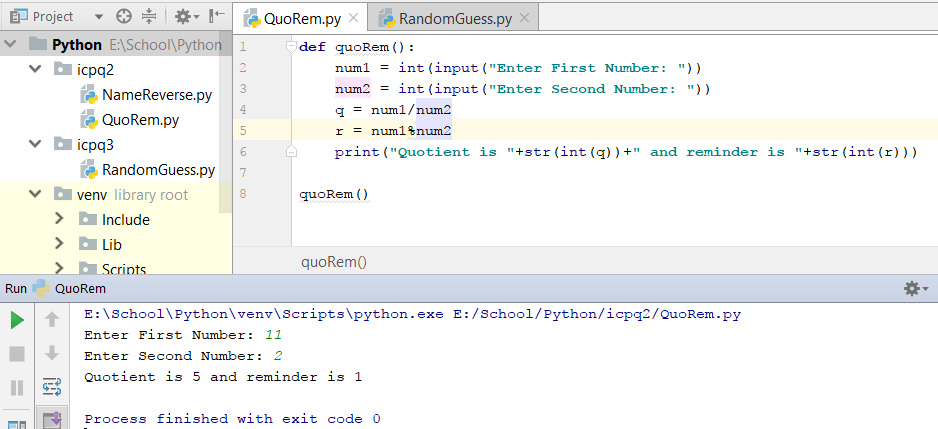 Project
Python E:\School\Python
icpq2
NameReverse.py
QuoRem.py
icpq3
RandomGuess.py
venv library root
Include
Lib
Scripts
QuoRem.py RandomGuess.py
1 def quoRem():
2 num1 = int(input("Enter First Number: "))
3 num2 = int(input("Enter Second Number: "))
4 q = num1/num2
5 r = num1%num2
6 print("Quotient is "+str(int(q))+" and reminder is "+str(int(r)))
7
8 quoRem()
quoRem()
Run QuoRem
E:\School\Python\venv\Scripts\python.exe E:/School/Python/icpq2/QuoRem.py
Enter First Number: 11
Enter Second Number: 2
Quotient is 5 and reminder is 1
Process finished with exit code 0